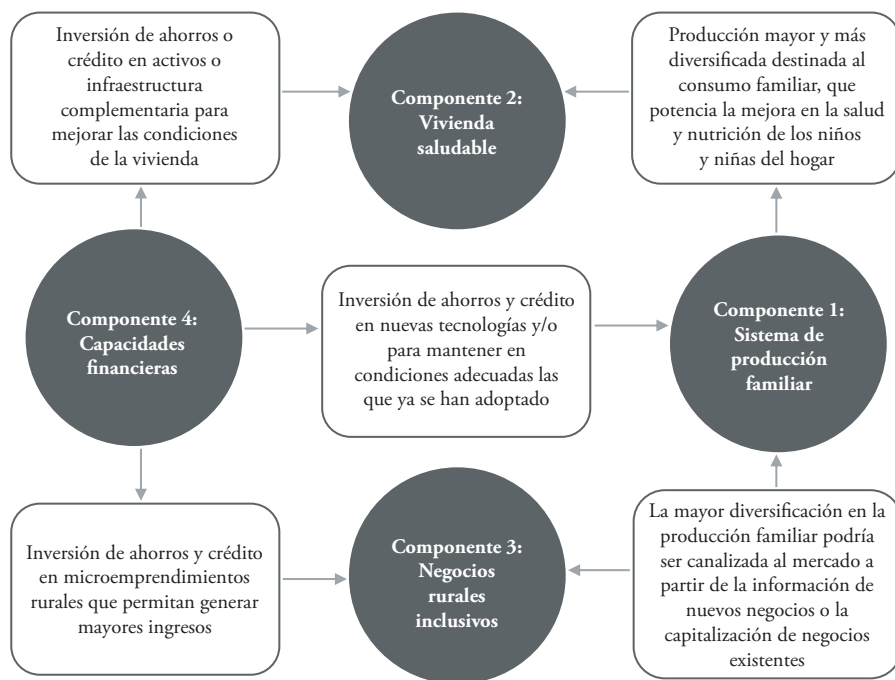 Inversión de ahorros o
crédito en activos o
infraestructura
complementaria para
mejorar las condiciones
de la vivienda
Componente 2:
Vivienda
saludable
Producción mayor y más
diversificada destinada al
consumo familiar, que
potencia la mejora en la salud
y nutrición de los niños
y niñas del hogar
Componente 4:
Capacidades
financieras
Inversión de ahorros y crédito
en nuevas tecnologías y/o
para mantener en
condiciones adecuadas las
que ya se han adoptado
Componente 1:
Sistema de
producción
familiar
Inversión de ahorros y crédito
en microemprendimientos
rurales que permitan generar
mayores ingresos
Componente 3:
Negocios
rurales
inclusivos
La mayor diversificación en la
producción familiar podría
ser canalizada al mercado a
partir de la información de
nuevos negocios o la
capitalización de negocios
existentes